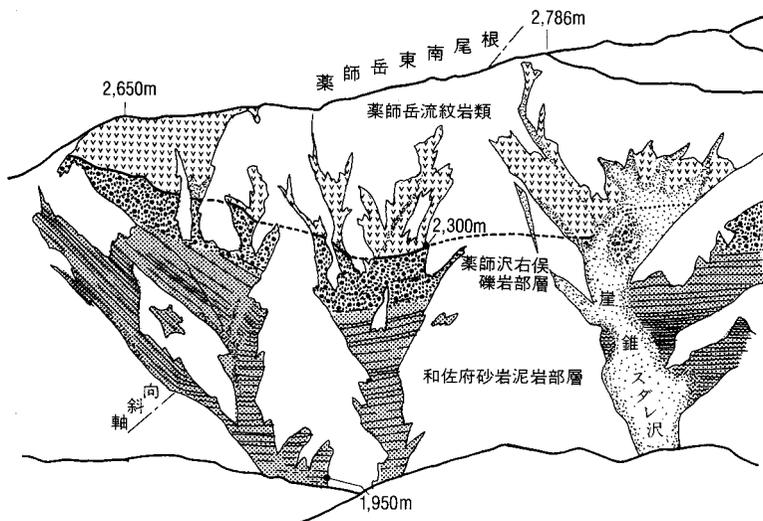 2,786m
薬師岳東南尾根
2,650m
薬師岳流紋岩類
2,300m
薬師沢右俣
礫岩部層
崖錐
スダレ沢
和佐府砂岩泥岩部層
向斜軸
1,950m